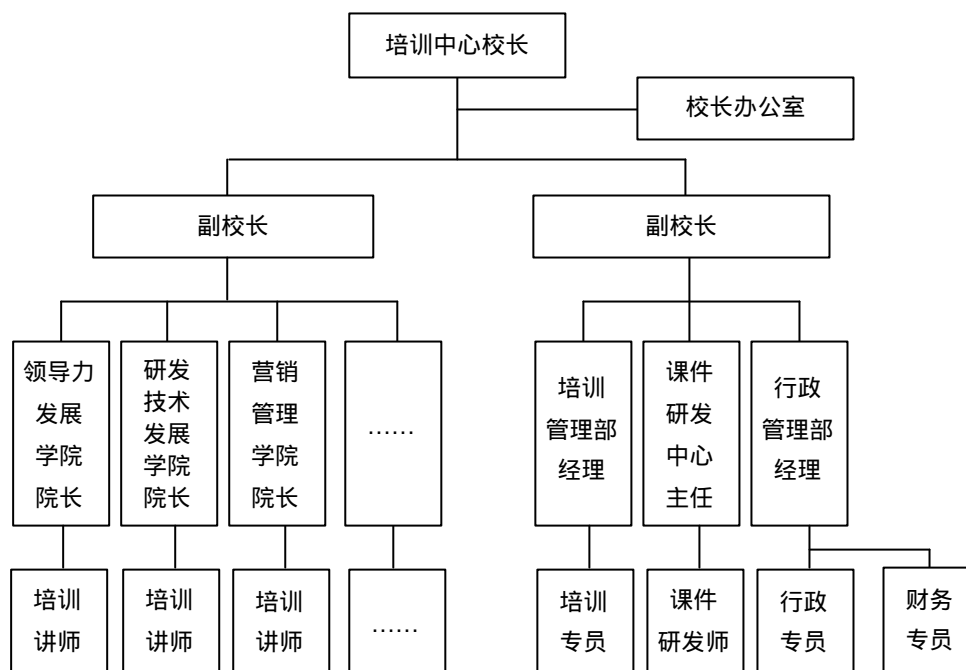 培训中心校长
校长办公室
副校长
副校长
领导力
发展
学院
院长
研发
技术
发展
学院
院长
营销
管理
学院
院长
……
培训
管理部
经理
课件
研发
中心
主任
行政
管理部
经理
培训
讲师
培训
讲师
培训
讲师
……
培训
专员
课件
研发师
行政
专员
财务
专员